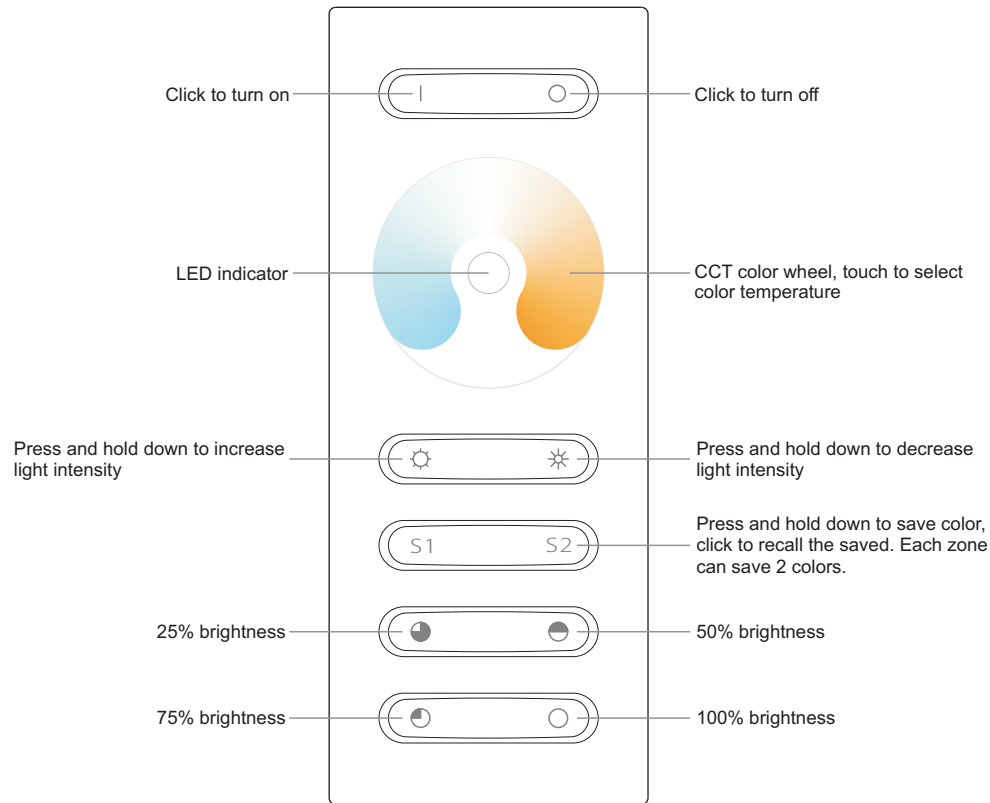 Click to turn on
Click to turn off
LED indicator
CCT color wheel, touch to select
color temperature
Press and hold down to increase
light intensity
Press and hold down to decrease
light intensity
S1 S2
Press and hold down to save color,
click to recall the saved. Each zone
can save 2 colors.
25% brightness
50% brightness
75% brightness
100% brightness